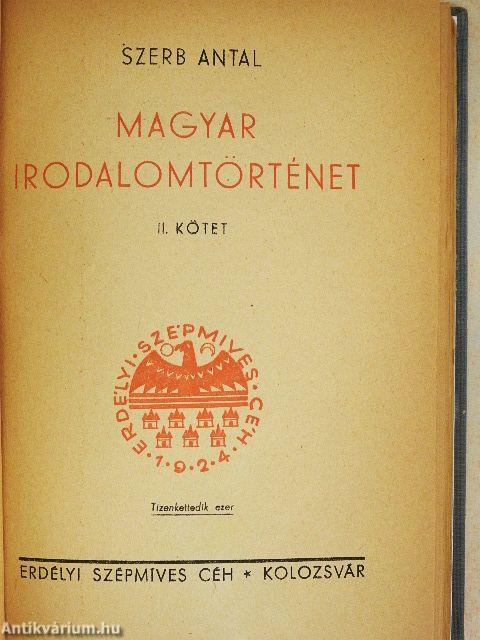 SZERB ANTAL
MAGYAR
IRODALOMTÖRTÉNET
II. KÖTET
ERDÉLYI · SZÉPMIVES · CÉH ·
· 1 · 9 · 2 · 4 ·
Tizenkettedik ezer
ERDÉLYI SZÉPMÍVES CÉH * KOLOZSVÁR
Antikvárium.hu